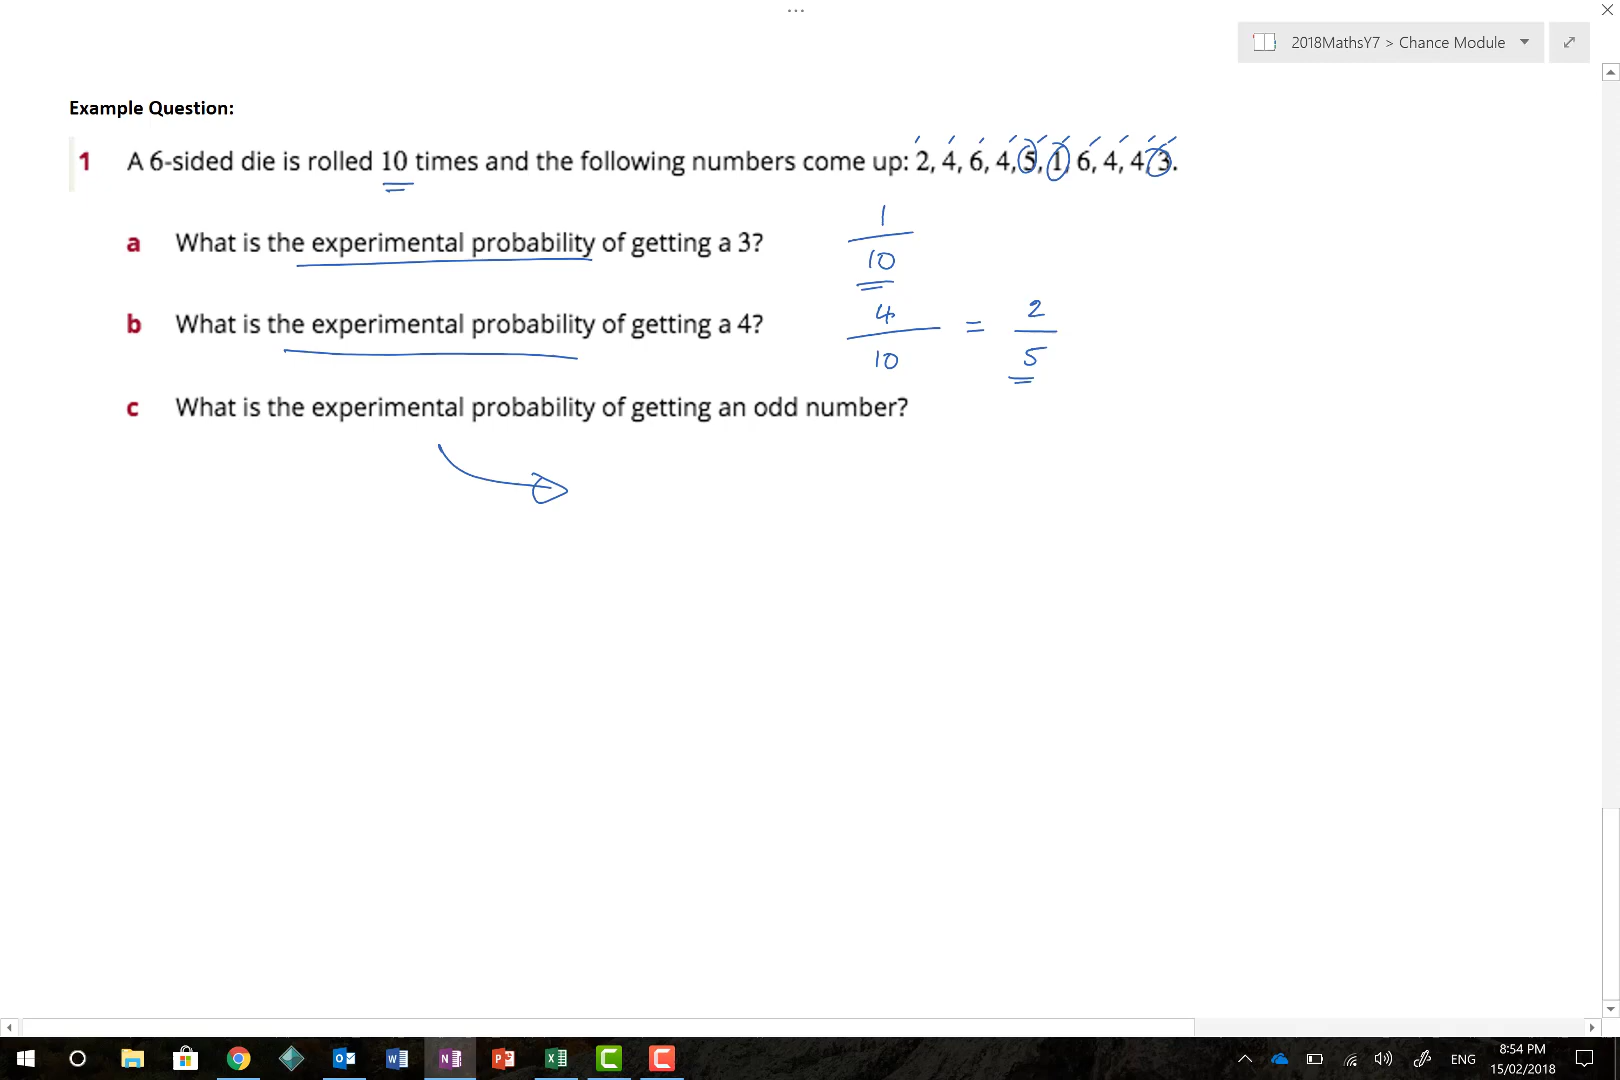 2018MathsY7 > Chance Module
Example Question:
1 A 6-sided die is rolled 10 times and the following numbers come up: 2, 4, 6, 4, 5, 1, 6, 4, 4, 3.
a What is the experimental probability of getting a 3? 1/10
b What is the experimental probability of getting a 4? 4/10 = 2/5
c What is the experimental probability of getting an odd number?
ENG
8:54 PM
15/02/2018